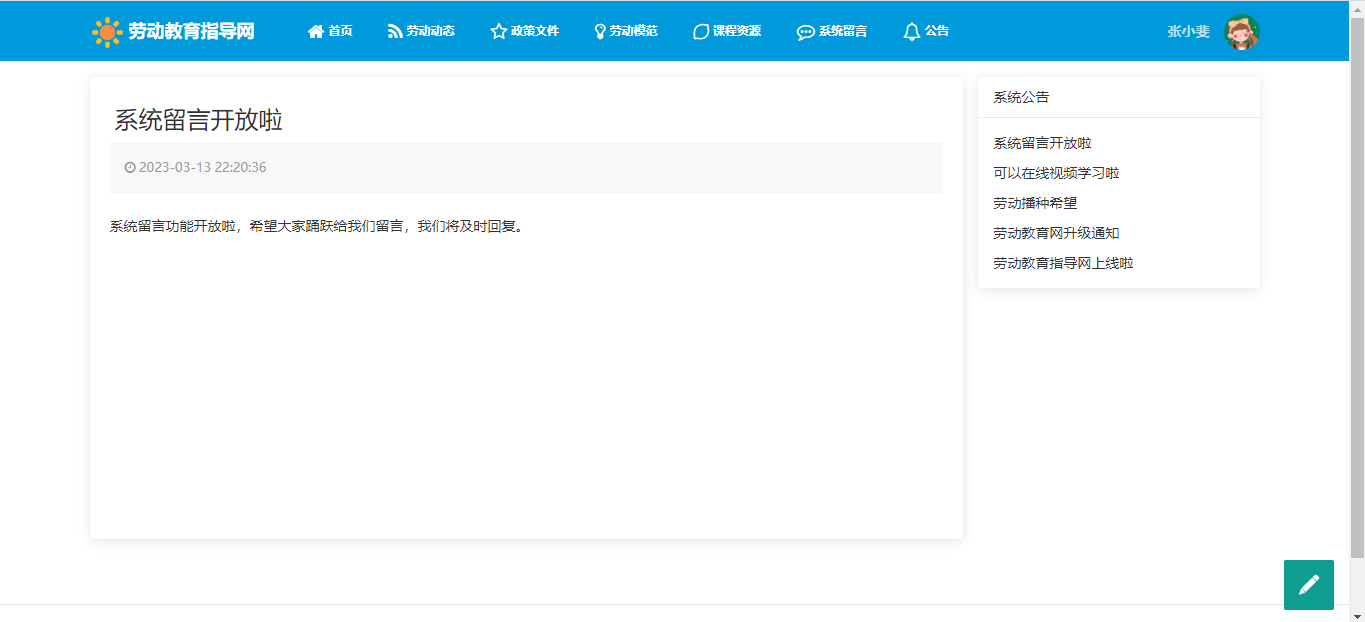 劳动教育指导网
首页
劳动动态
政策文件
劳动模范
课程资源
系统留言
公告
张小斐
系统留言开放啦
2023-03-13 22:20:36
系统留言功能开放啦，希望大家踊跃给我们留言，我们将及时回复。
系统公告
系统留言开放啦
可以在线视频学习啦
劳动播种希望
劳动教育网升级通知
劳动教育指导网上线啦